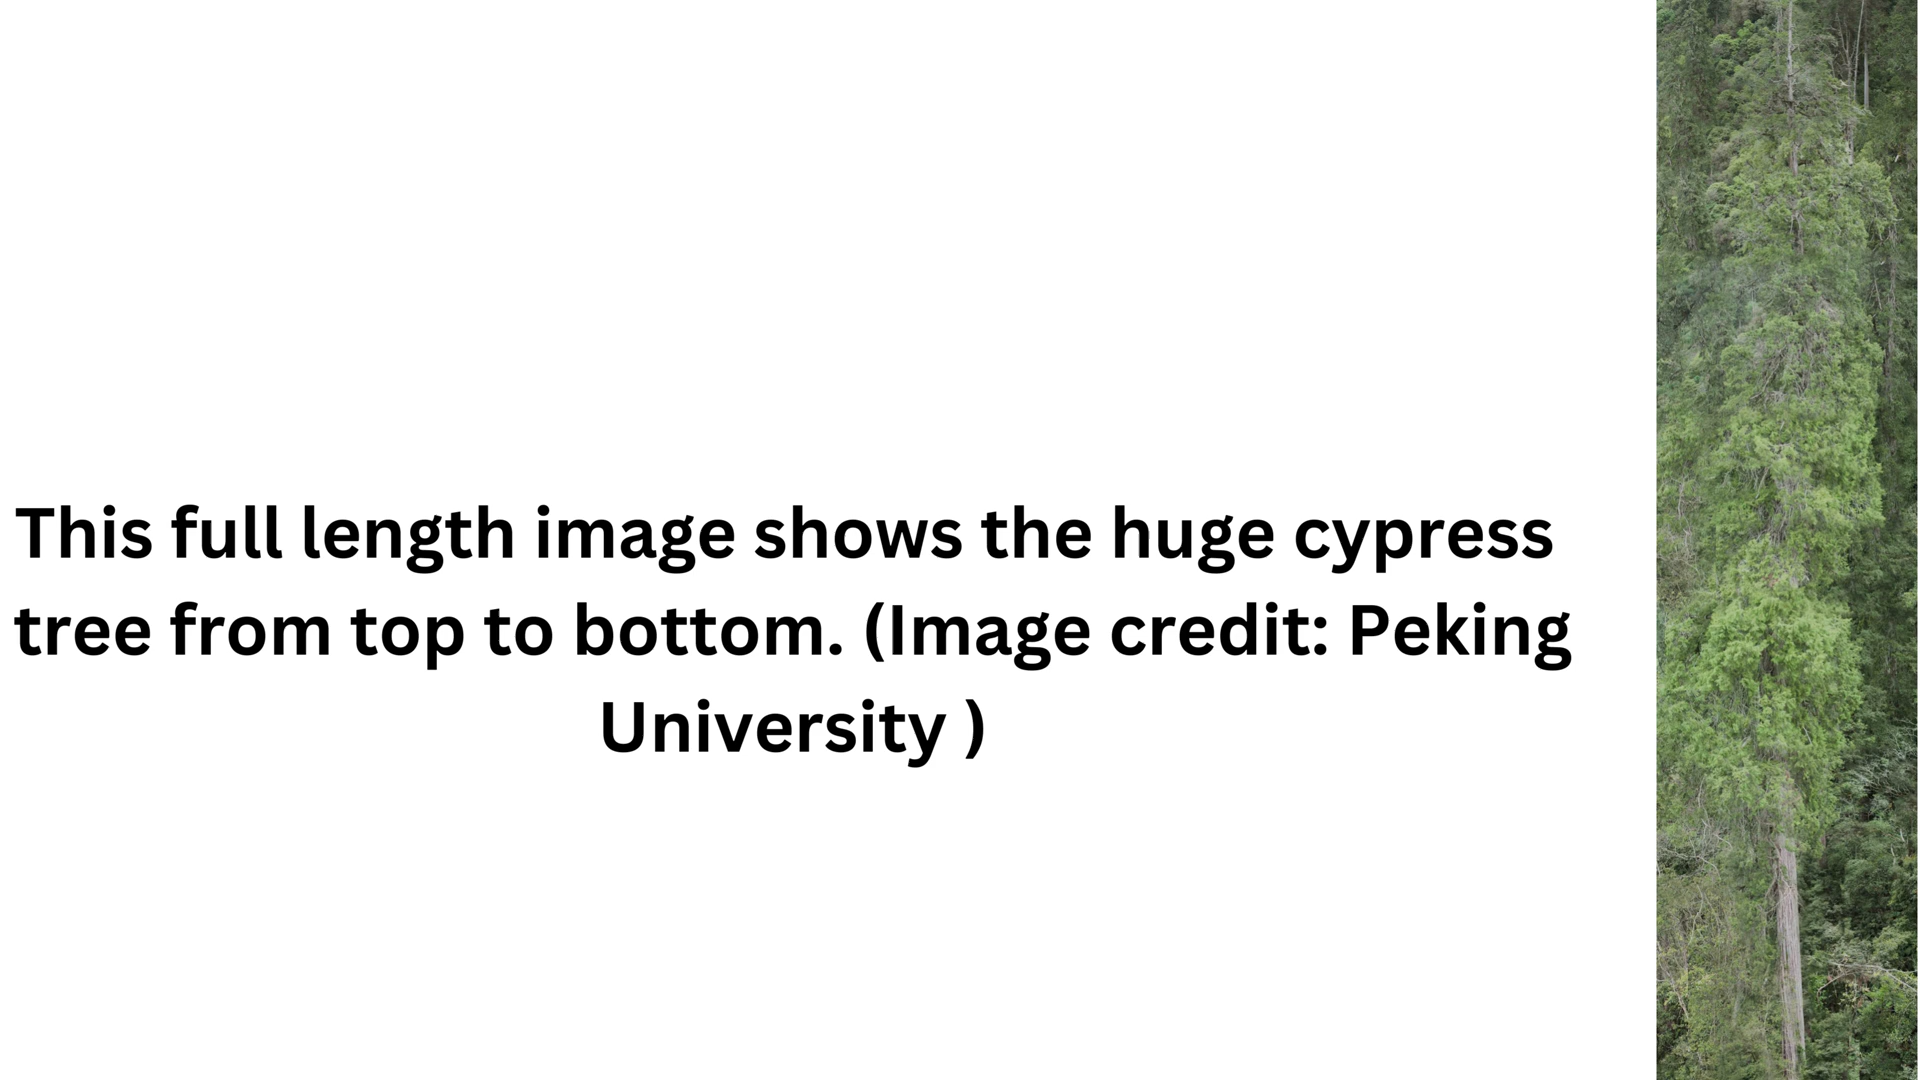 This full length image shows the huge cypress
tree from top to bottom. (Image credit: Peking
University )